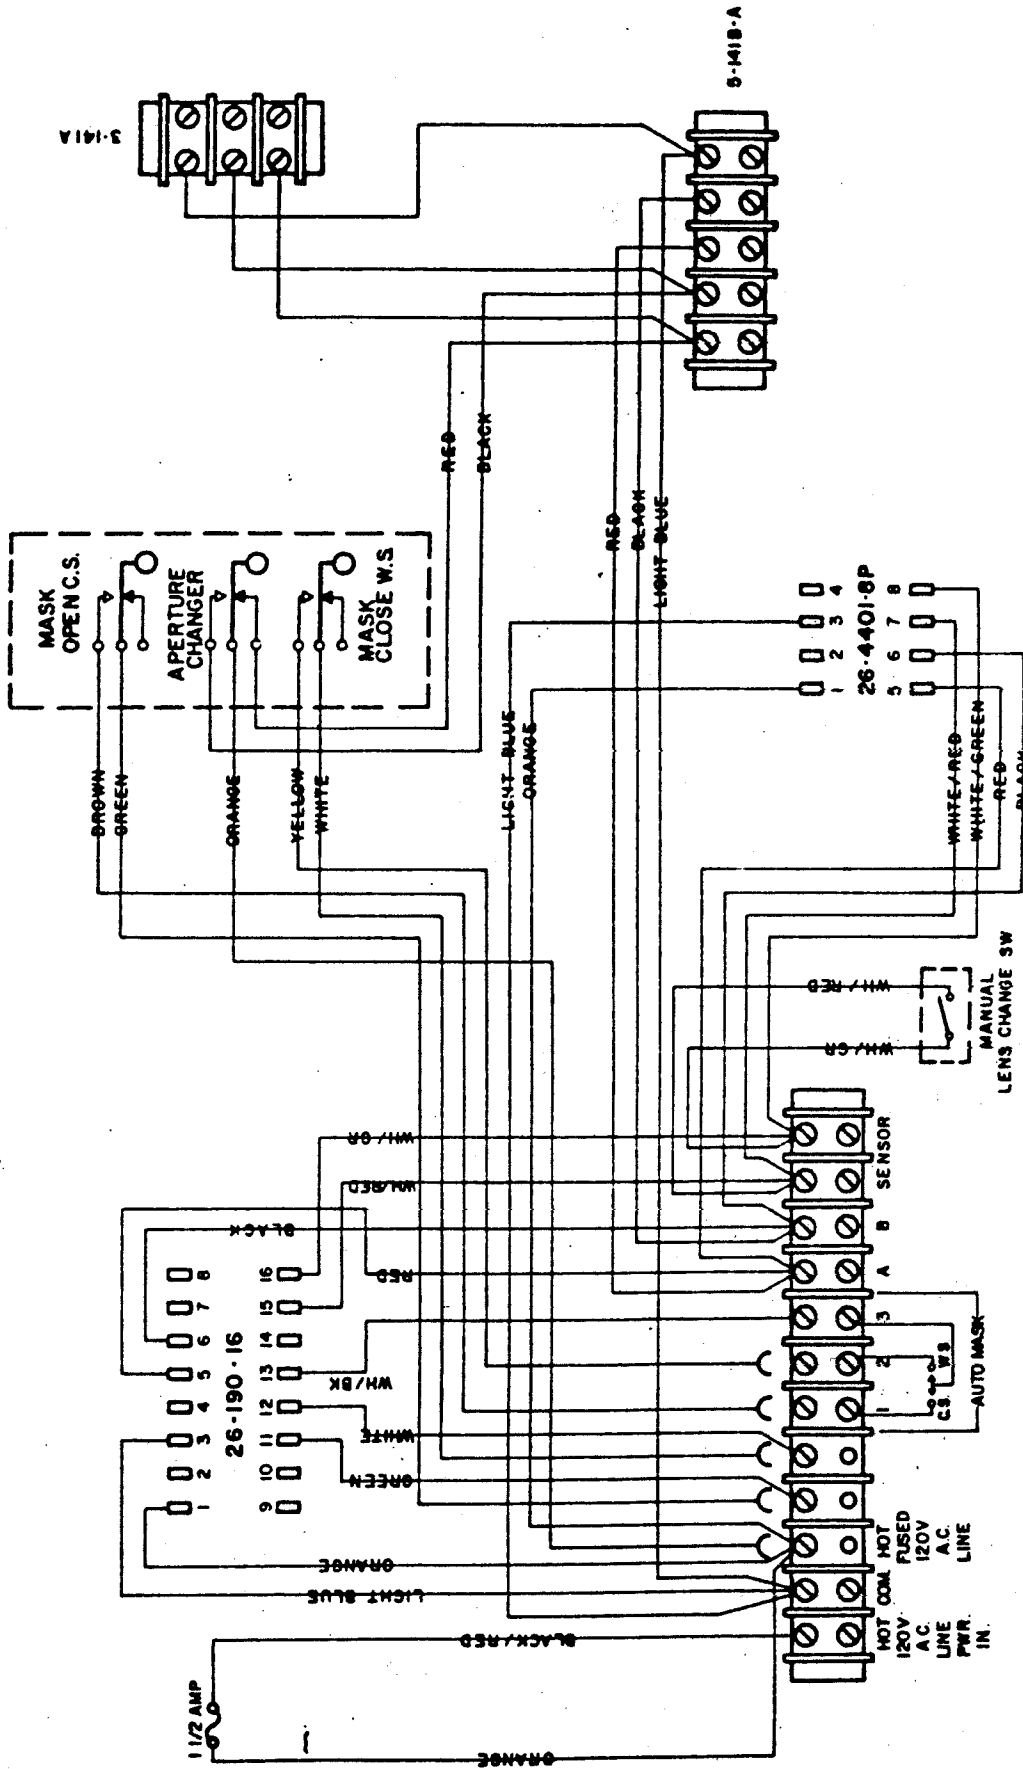 3-141A
5-141B-A
MASK
OPEN C.S.
APERTURE
CHANGER
MASK
CLOSE W.S.
RED
BLACK
BROWN
GREEN
ORANGE
YELLOW
WHITE
RED
BLACK
LIGHT BLUE
LIGHT BLUE
ORANGE
1 2 3 4
26-4401-8P
5 6 7 8
WHITE/RED
WHITE/GREEN
RED
BLACK
WH/RED
WH/GR
MANUAL
LENS CHANGE SW
WH/GR
WH/RED
BLACK
RED
1 2 3 4 5 6 7 8
26-190-16
9 10 11 12 13 14 15 16
WH/BK
WHITE
GREEN
ORANGE
LIGHT BLUE
BLACK/RED
1 1/2 AMP
ORANGE
HOT
120V
A.C.
LINE
PWR.
IN.
COM.
HOT
FUSED
120V
A.C.
LINE
1 2 3
C.S. W.S.
AUTO MASK
A B SENSOR